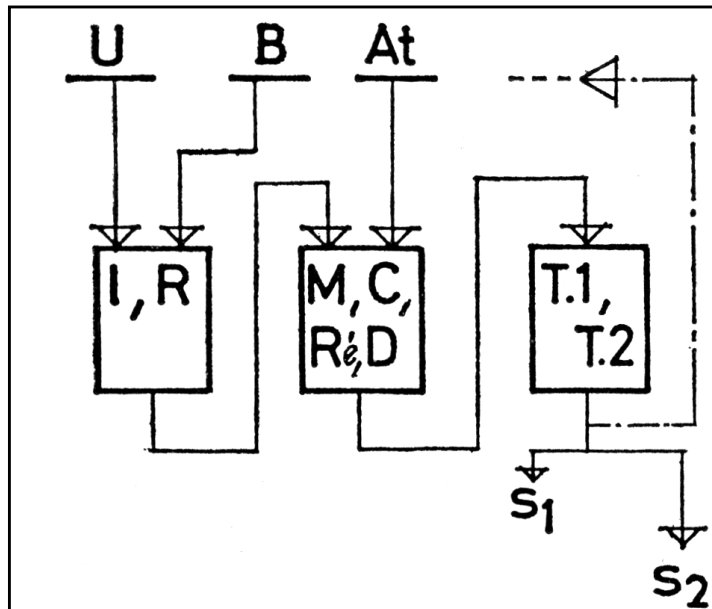 U B At
I, R
M, C,
Ré, D
T.1,
T.2
S1
S2